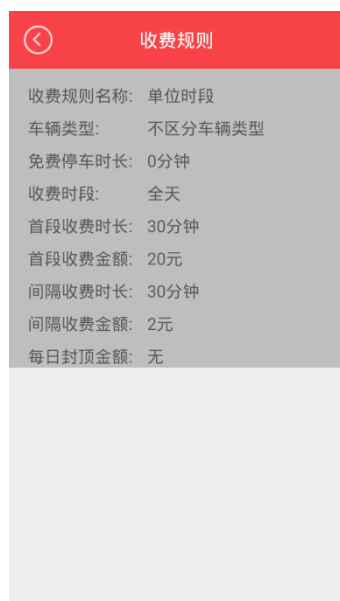 收费规则
收费规则名称: 单位时段
车辆类型: 不区分车辆类型
免费停车时长: 0分钟
收费时段: 全天
首段收费时长: 30分钟
首段收费金额: 20元
间隔收费时长: 30分钟
间隔收费金额: 2元
每日封顶金额: 无